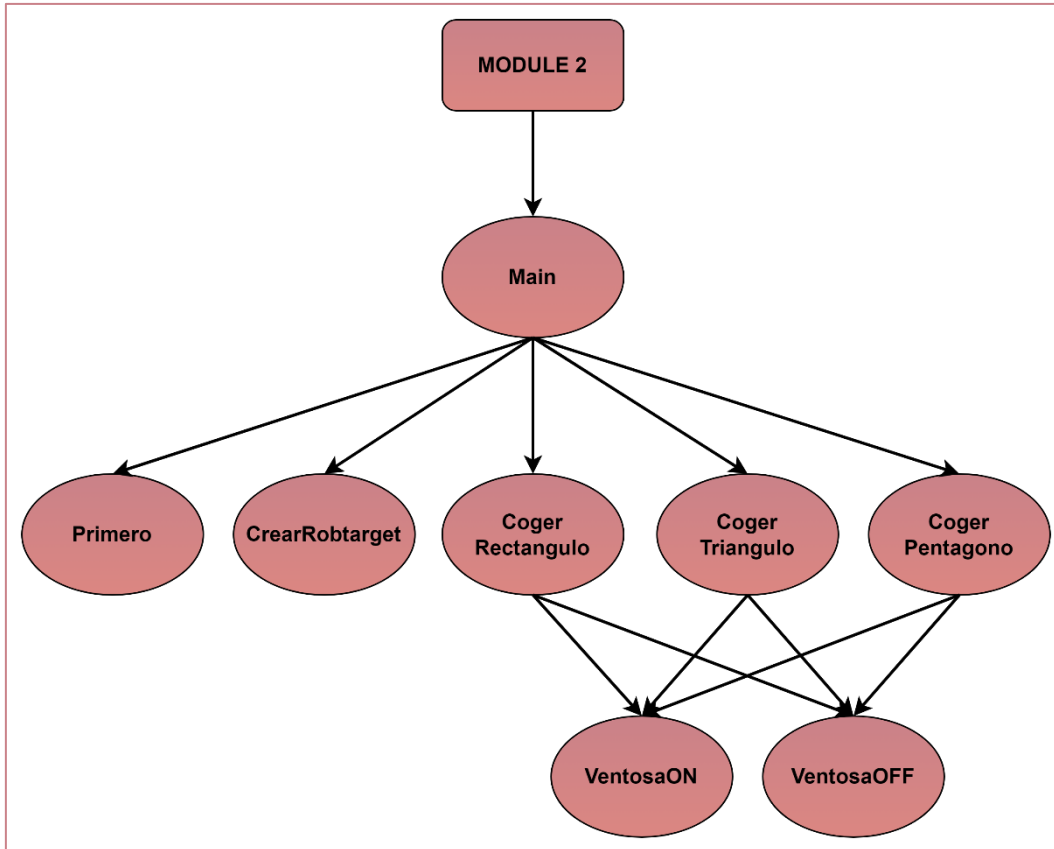 MODULE 2
Main
Primero
CrearRobtarget
Coger
Rectangulo
Coger
Triangulo
Coger
Pentagono
VentosaON
VentosaOFF